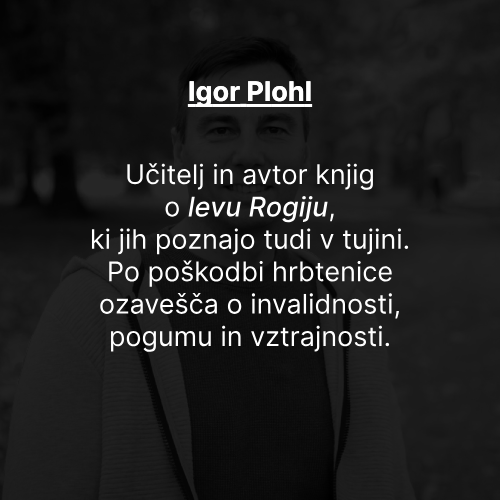 Igor Plohl
Učitelj in avtor knjig
o levu Rogiju,
ki jih poznajo tudi v tujini.
Po poškodbi hrbtenice
ozavešča o invalidnosti,
pogumu in vztrajnosti.